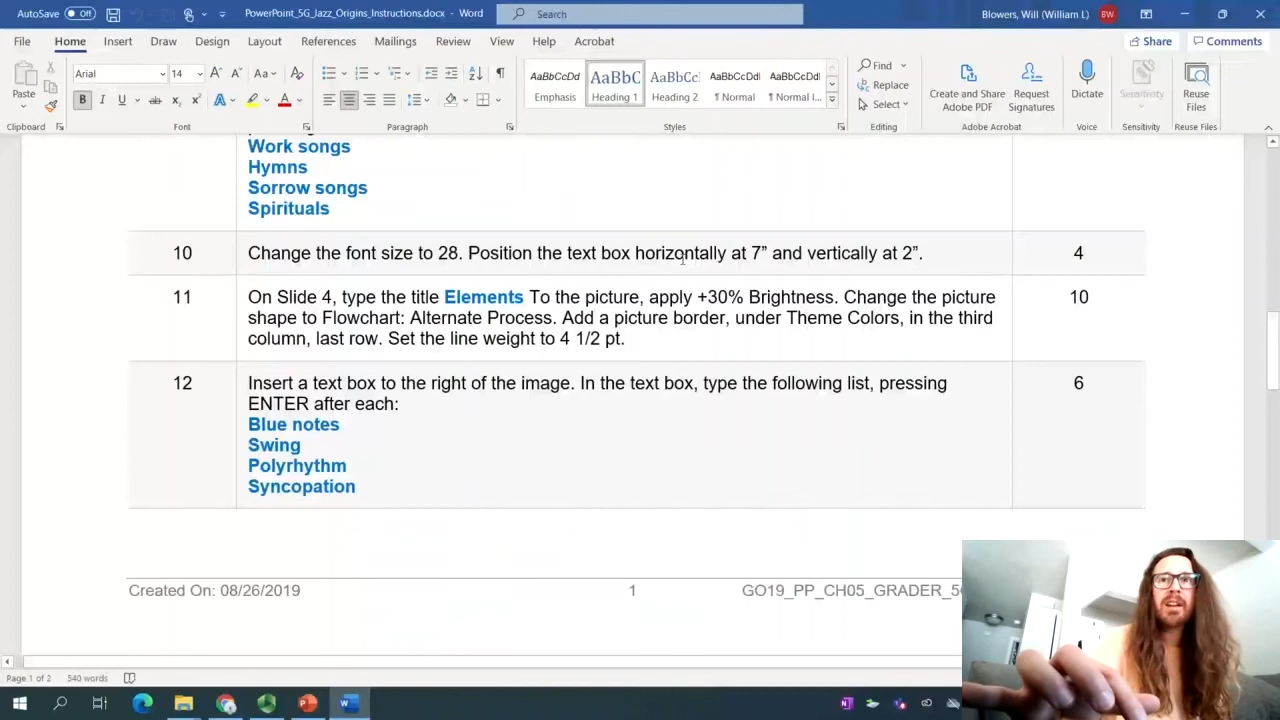 AutoSave Off PowerPoint_5G_Jazz_Origins_Instructions.docx - Word Search Blowers, Will (William L) BW
File Home Insert Draw Design Layout References Mailings Review View Help Acrobat Share Comments
Paste Arial 14 AaBbCcDd AaBbC AaBbCc AaBbCcDd AaBbCcDd Find Replace Select Create and Share Adobe PDF Request Signatures Dictate Sensitivity Reuse Files
Emphasis Heading 1 Heading 2 ¶ Normal ¶ Normal I...
Clipboard Font Paragraph Styles Editing Adobe Acrobat Voice Sensitivity Reuse Files
Work songs
Hymns
Sorrow songs
Spirituals
10 Change the font size to 28. Position the text box horizontally at 7” and vertically at 2”. 4
11 On Slide 4, type the title Elements To the picture, apply +30% Brightness. Change the picture 10
shape to Flowchart: Alternate Process. Add a picture border, under Theme Colors, in the third
column, last row. Set the line weight to 4 1/2 pt.
12 Insert a text box to the right of the image. In the text box, type the following list, pressing 6
ENTER after each:
Blue notes
Swing
Polyrhythm
Syncopation
Created On: 08/26/2019 1 GO19_PP_CH05_GRADER_5G
Page 1 of 2 540 words